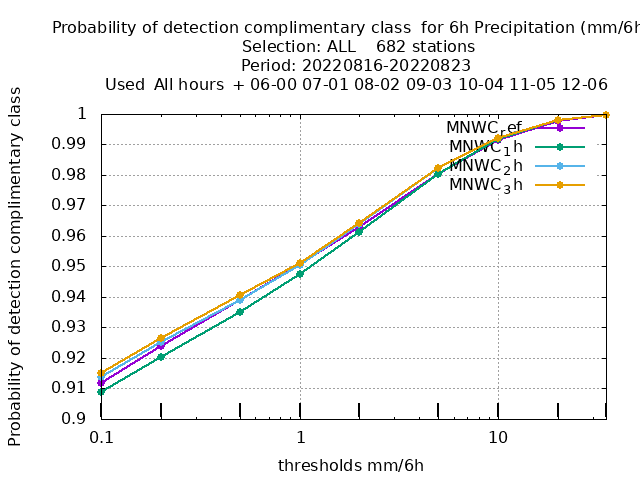 Probability of detection complimentary class  for 6h Precipitation (mm/6h
Selection: ALL    682 stations
Period: 20220816-20220823
Used  All hours  + 06-00 07-01 08-02 09-03 10-04 11-05 12-06
Probability of detection complimentary class
1
0.99
0.98
0.97
0.96
0.95
0.94
0.93
0.92
0.91
0.9
MNWC_ref
MNWC_1h
MNWC_2h
MNWC_3h
0.1
1
10
thresholds mm/6h